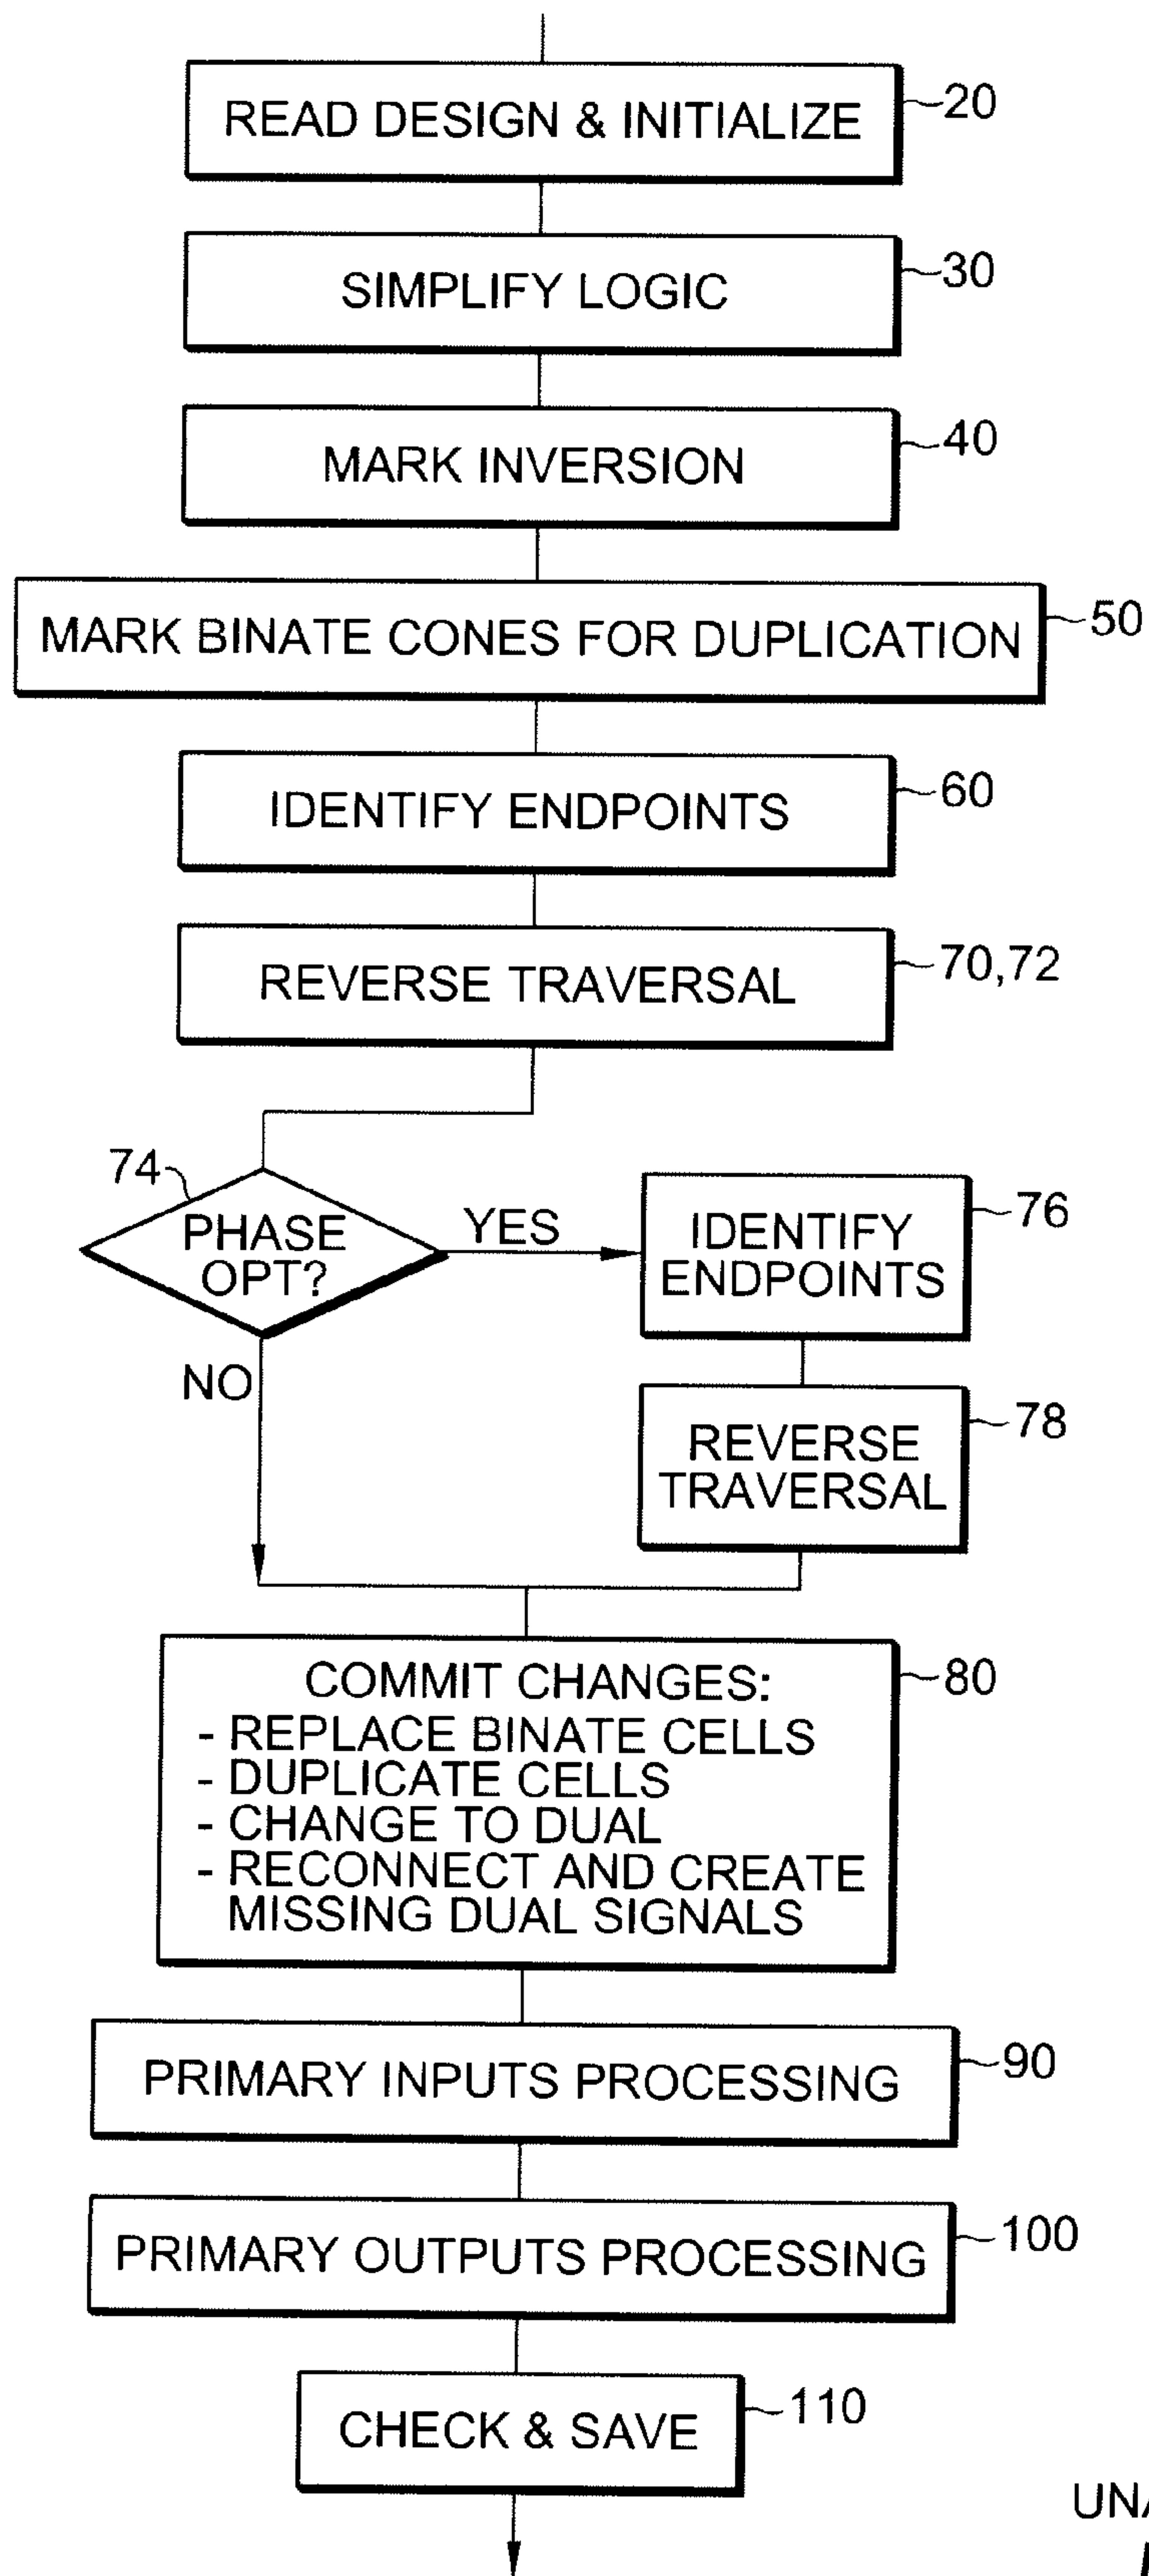 READ DESIGN & INITIALIZE
20
SIMPLIFY LOGIC
30
MARK INVERSION
40
MARK BINATE CONES FOR DUPLICATION
50
IDENTIFY ENDPOINTS
60
REVERSE TRAVERSAL
70,72
74
PHASE
OPT?
YES
NO
IDENTIFY
ENDPOINTS
76
REVERSE
TRAVERSAL
78
COMMIT CHANGES:
- REPLACE BINATE CELLS
- DUPLICATE CELLS
- CHANGE TO DUAL
- RECONNECT AND CREATE
MISSING DUAL SIGNALS
80
PRIMARY INPUTS PROCESSING
90
PRIMARY OUTPUTS PROCESSING
100
CHECK & SAVE
110